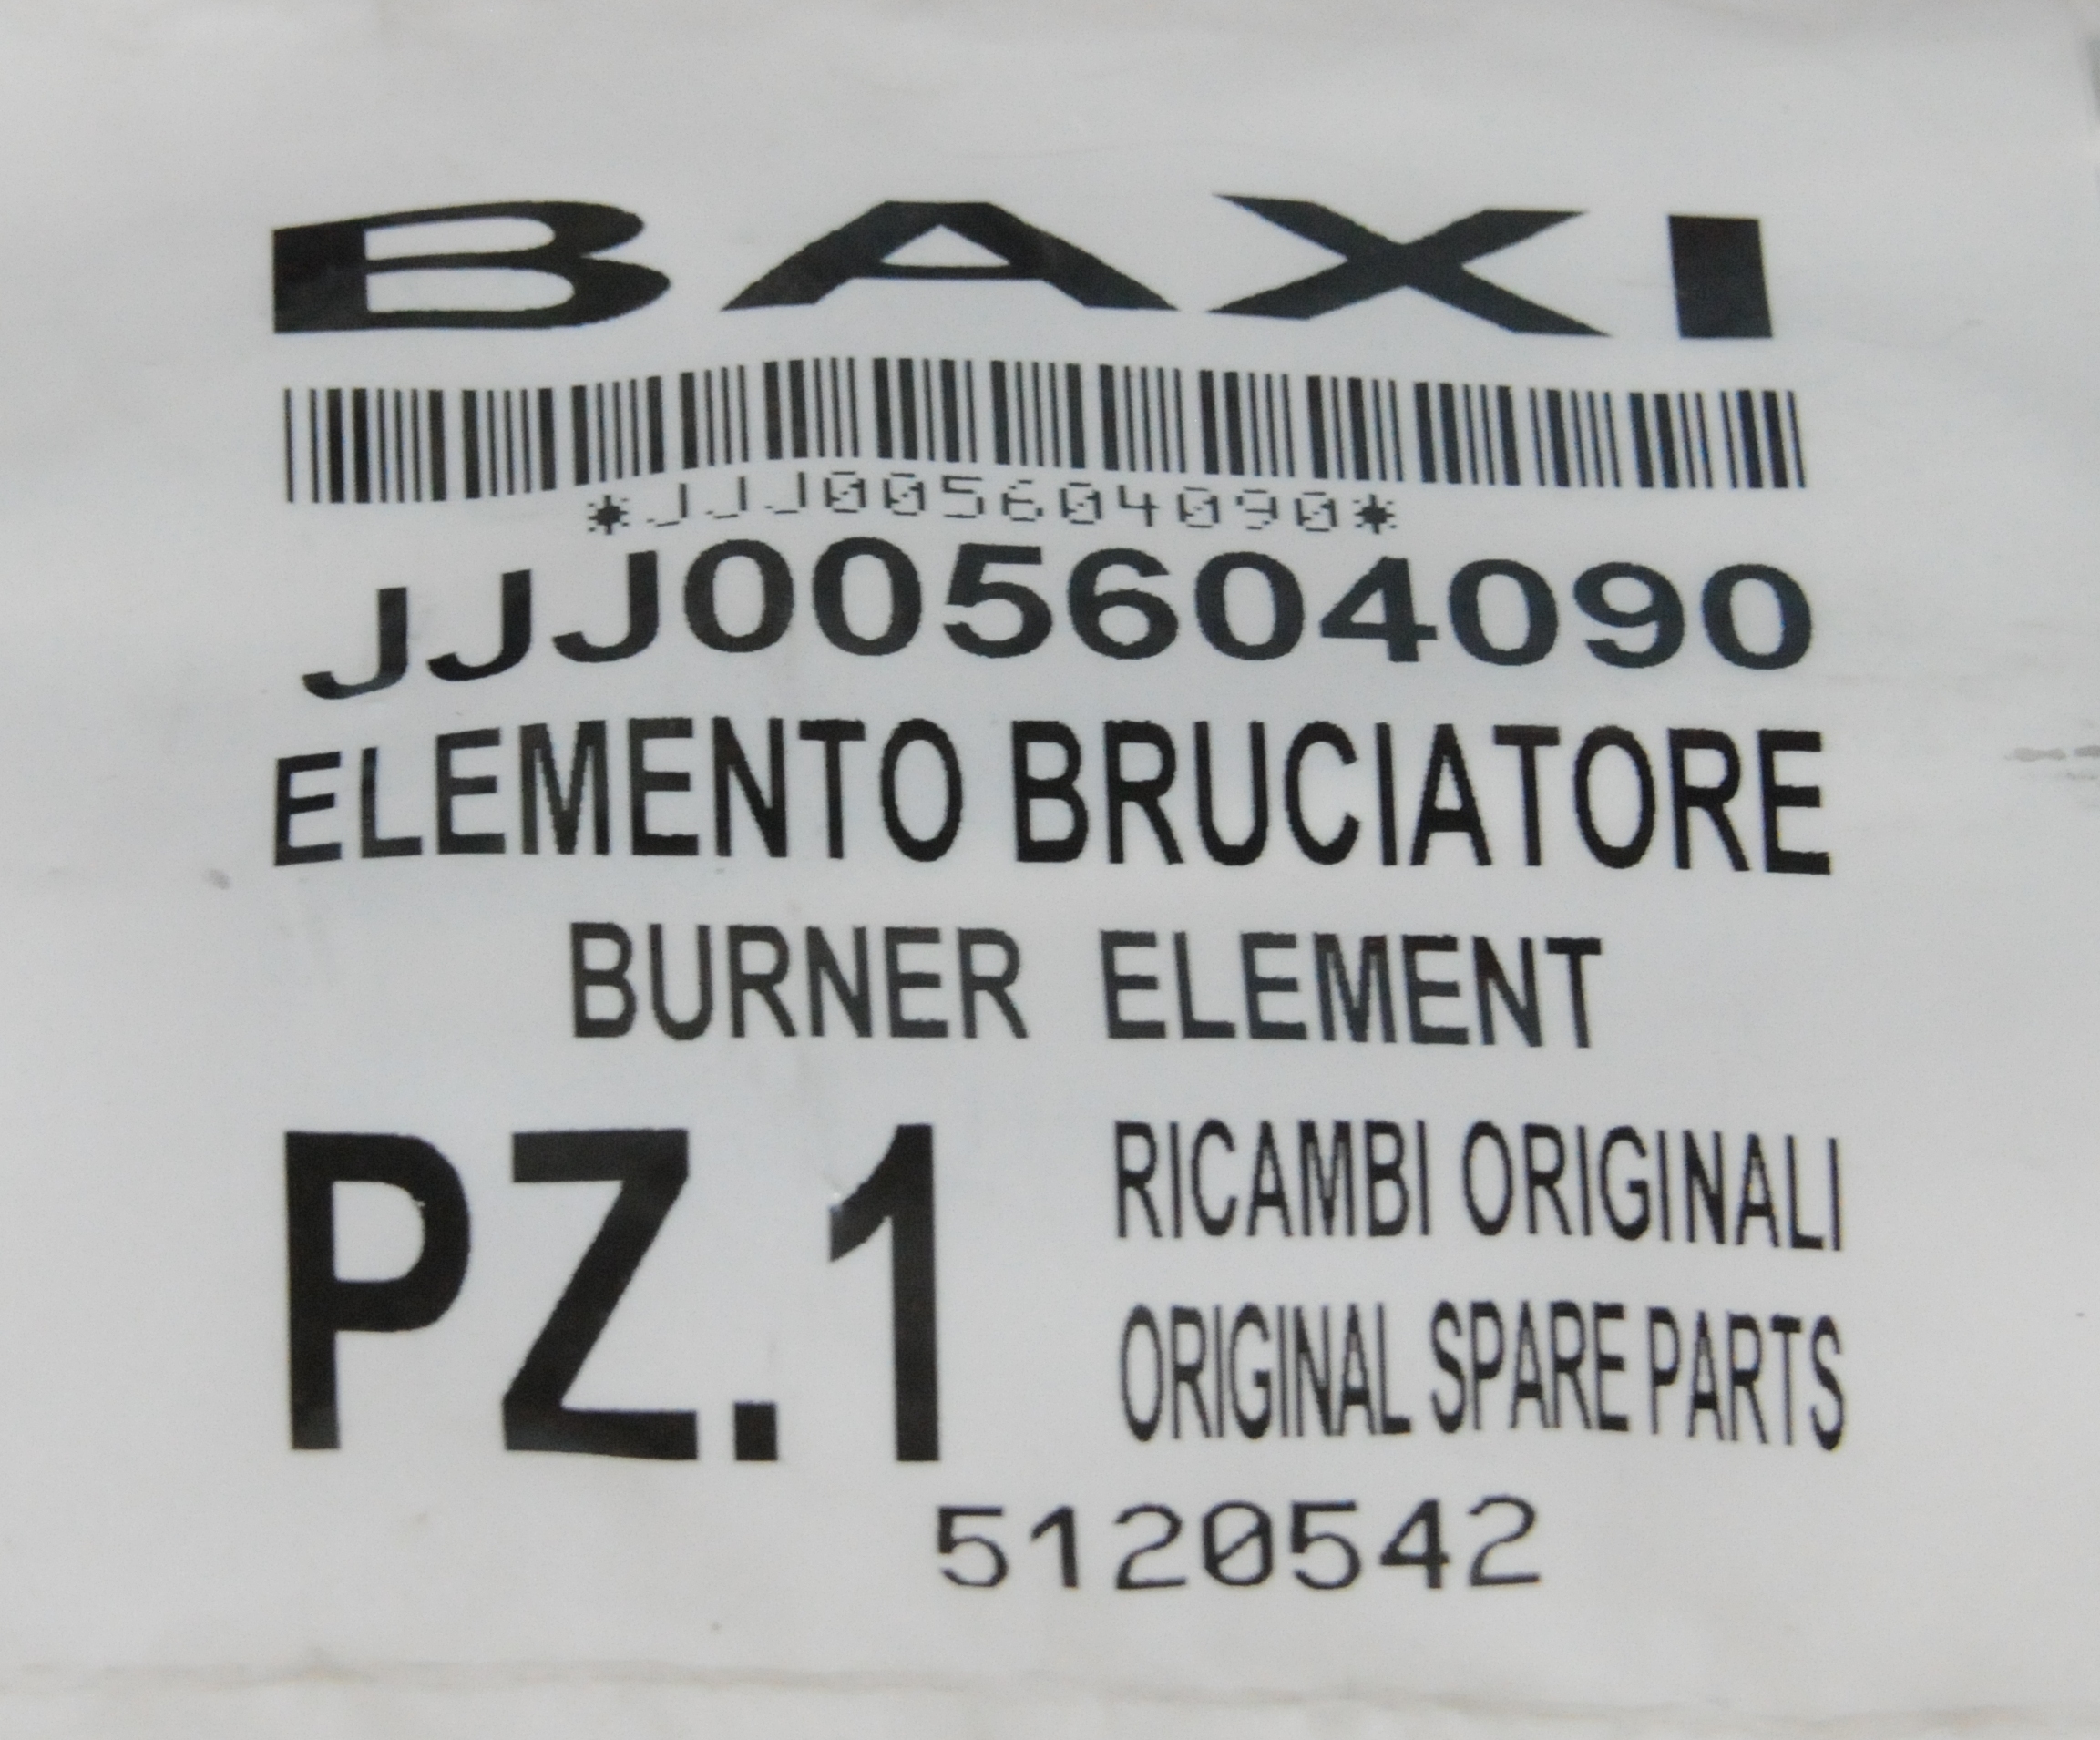 BAXI
*JJJ005604090*
JJJ005604090
ELEMENTO BRUCIATORE
BURNER ELEMENT
PZ.1
RICAMBI ORIGINALI
ORIGINAL SPARE PARTS
5120542